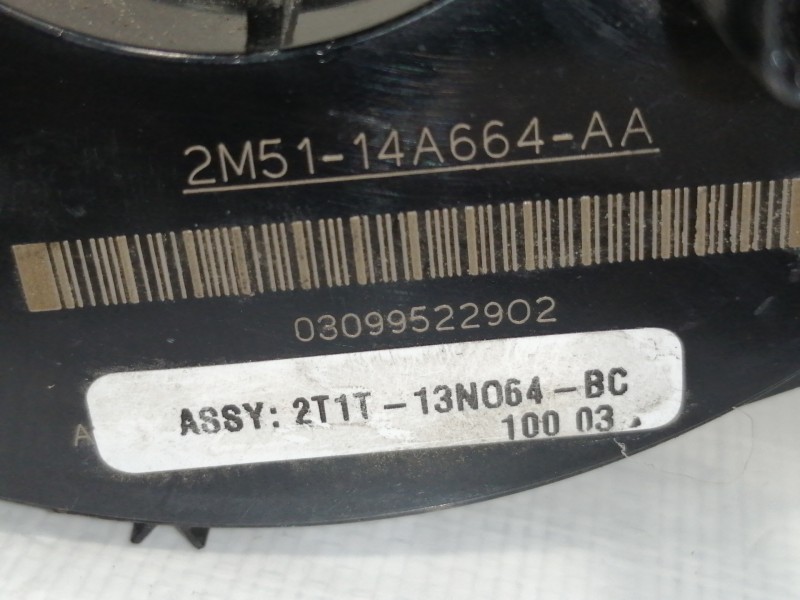 2M51-14A664-AA
03099522902
ASSY: 2T1T-13N064-BC
100 03
A